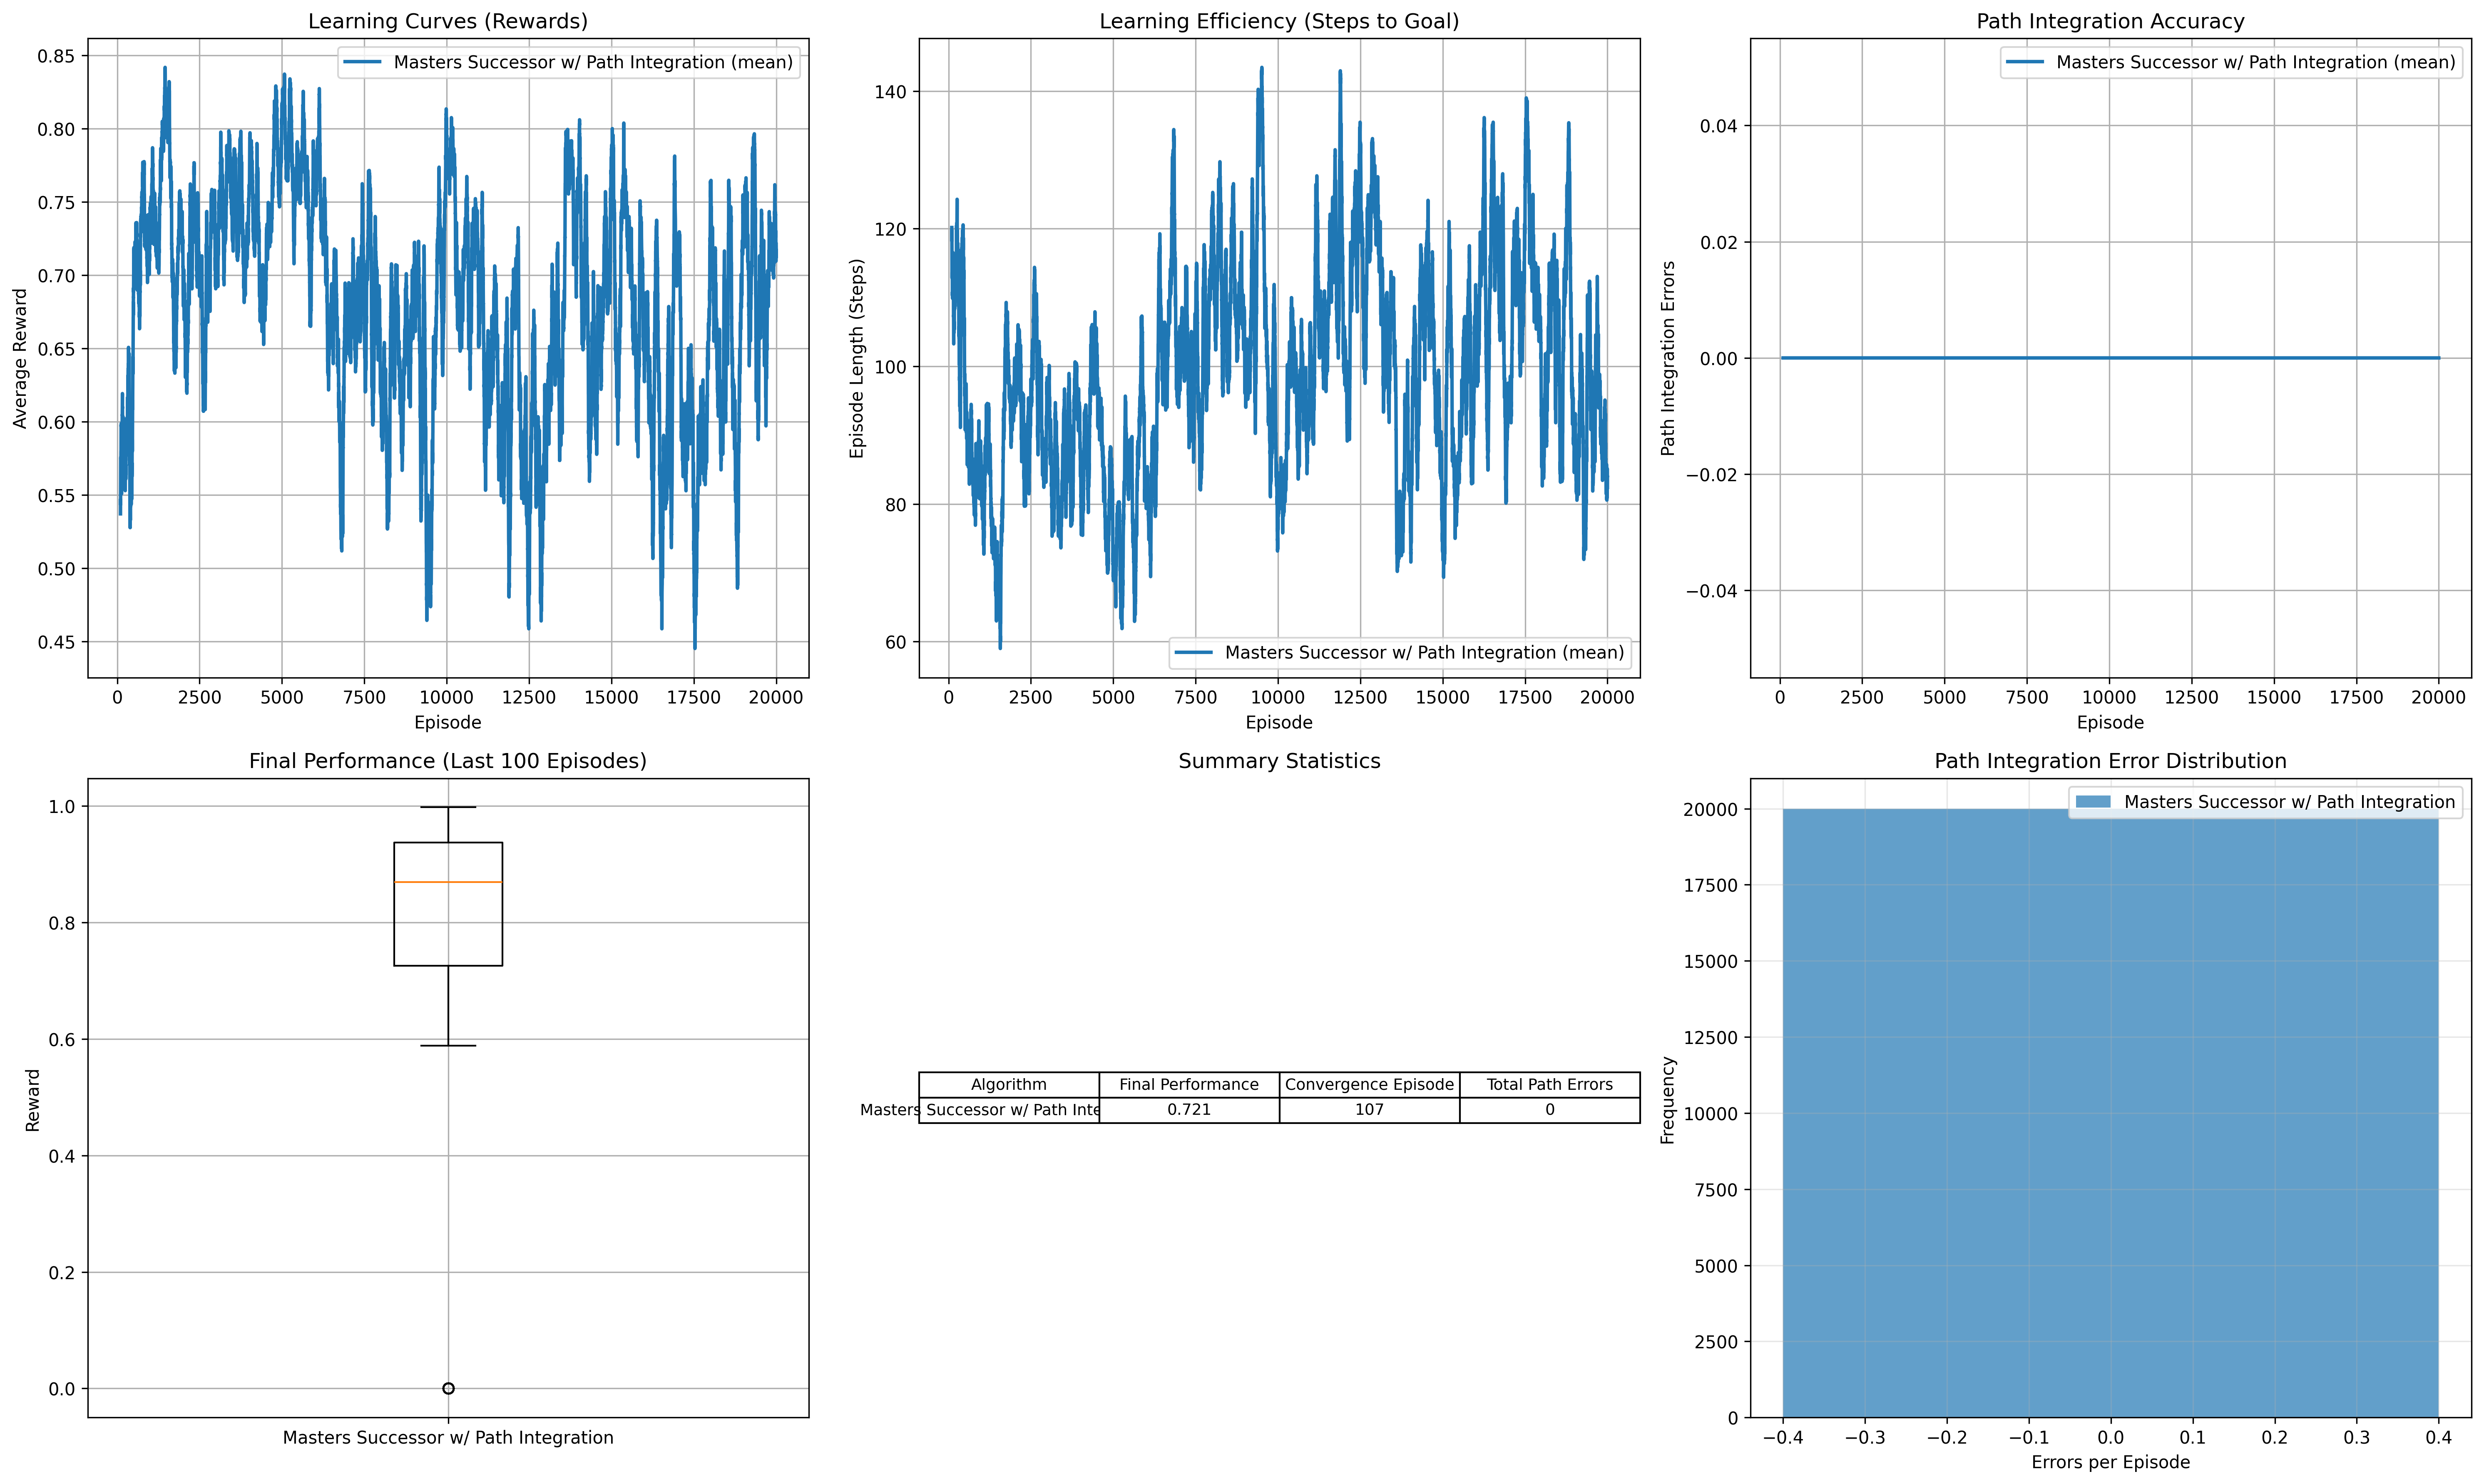 Learning Curves (Rewards)
Masters Successor w/ Path Integration (mean)
0.85
0.80
0.75
0.70
0.65
0.60
0.55
0.50
0.45
Average Reward
0 2500 5000 7500 10000 12500 15000 17500 20000
Episode
Learning Efficiency (Steps to Goal)
140
120
100
80
60
Episode Length (Steps)
Masters Successor w/ Path Integration (mean)
0 2500 5000 7500 10000 12500 15000 17500 20000
Episode
Path Integration Accuracy
Masters Successor w/ Path Integration (mean)
0.04
0.02
0.00
−0.02
−0.04
Path Integration Errors
0 2500 5000 7500 10000 12500 15000 17500 20000
Episode
Final Performance (Last 100 Episodes)
1.0
0.8
0.6
0.4
0.2
0.0
Reward
Masters Successor w/ Path Integration
Summary Statistics
Algorithm Final Performance Convergence Episode Total Path Errors
Masters Successor w/ Path Inte 0.721 107 0
Path Integration Error Distribution
Masters Successor w/ Path Integration
20000
17500
15000
12500
10000
7500
5000
2500
0
Frequency
−0.4 −0.3 −0.2 −0.1 0.0 0.1 0.2 0.3 0.4
Errors per Episode